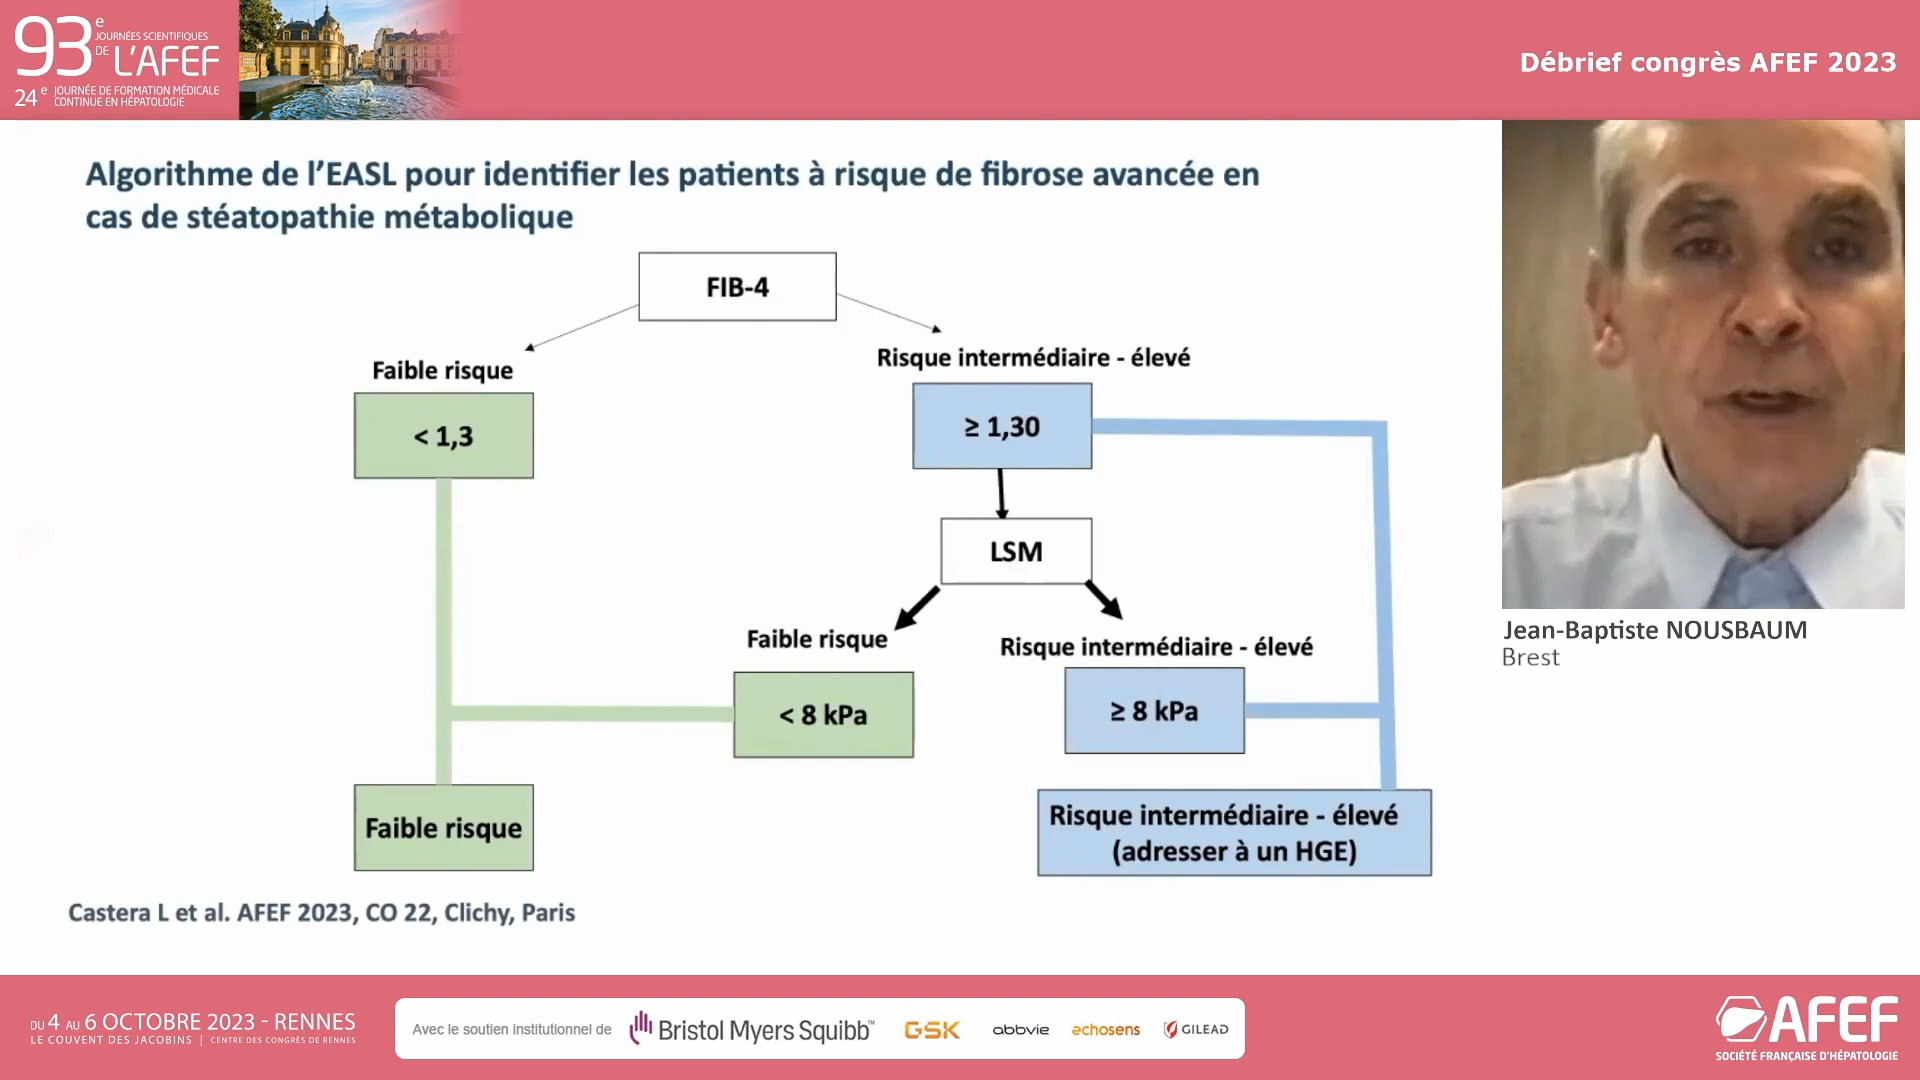 93e JOURNÉES SCIENTIFIQUES
DE L'AFEF
24e JOURNÉE DE FORMATION MÉDICALE
CONTINUE EN HÉPATOLOGIE
Débrief congrès AFEF 2023
Algorithme de l'EASL pour identifier les patients à risque de fibrose avancée en
cas de stéatopathie métabolique
FIB-4
Faible risque
Risque intermédiaire - élevé
< 1,3
≥ 1,30
LSM
Faible risque
Risque intermédiaire - élevé
< 8 kPa
≥ 8 kPa
Faible risque
Risque intermédiaire - élevé
(adresser à un HGE)
Castera L et al. AFEF 2023, CO 22, Clichy, Paris
Jean-Baptiste NOUSBAUM
Brest
DU 4 AU 6 OCTOBRE 2023 - RENNES
LE COUVENT DES JACOBINS | CENTRE DES CONGRÈS DE RENNES
Avec le soutien institutionnel de
Bristol Myers Squibb™
GSK
abbvie
echosens
GILEAD
AFEF
SOCIÉTÉ FRANÇAISE D'HÉPATOLOGIE